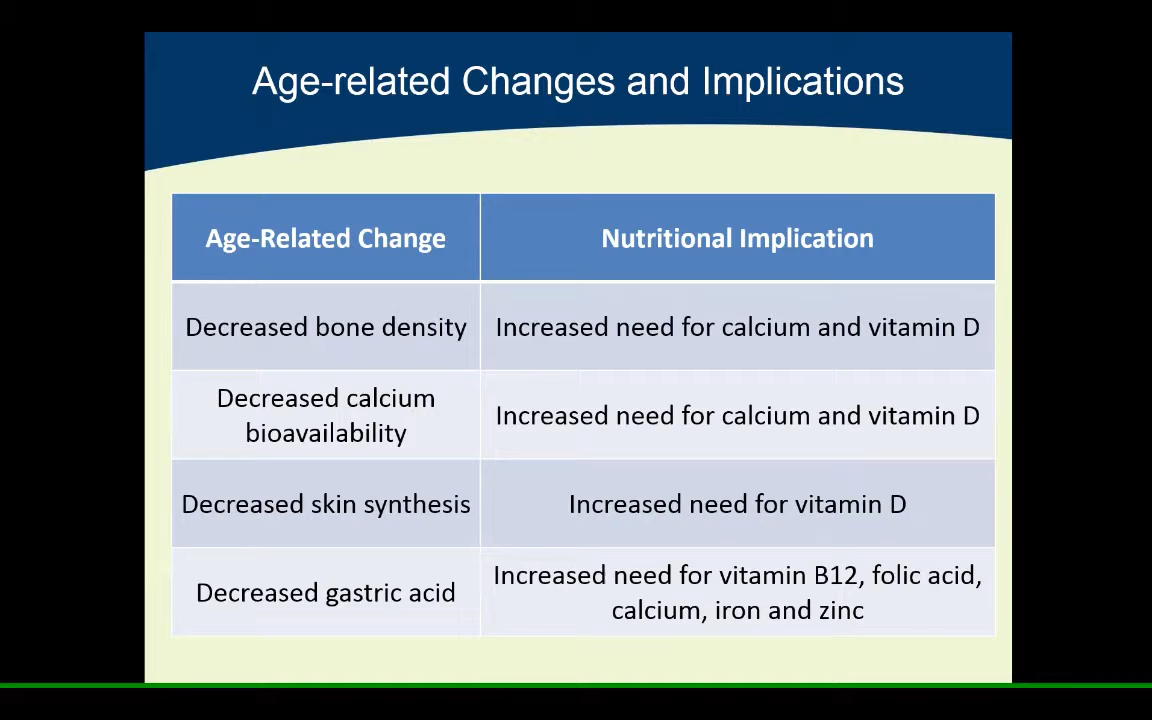 Age-related Changes and Implications
Age-Related Change
Nutritional Implication
Decreased bone density
Increased need for calcium and vitamin D
Decreased calcium
bioavailability
Increased need for calcium and vitamin D
Decreased skin synthesis
Increased need for vitamin D
Decreased gastric acid
Increased need for vitamin B12, folic acid,
calcium, iron and zinc